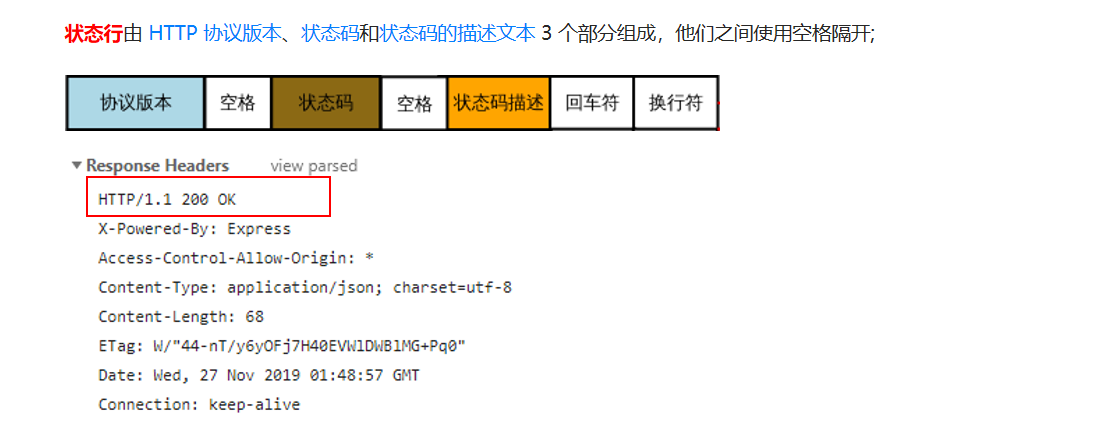 状态行由 HTTP 协议版本、状态码和状态码的描述文本 3 个部分组成，他们之间使用空格隔开;
协议版本 空格 状态码 空格 状态码描述 回车符 换行符
Response Headers view parsed
HTTP/1.1 200 OK
X-Powered-By: Express
Access-Control-Allow-Origin: *
Content-Type: application/json; charset=utf-8
Content-Length: 68
ETag: W/"44-nT/y6yOFj7H40EVWlDWBlMG+Pq0"
Date: Wed, 27 Nov 2019 01:48:57 GMT
Connection: keep-alive